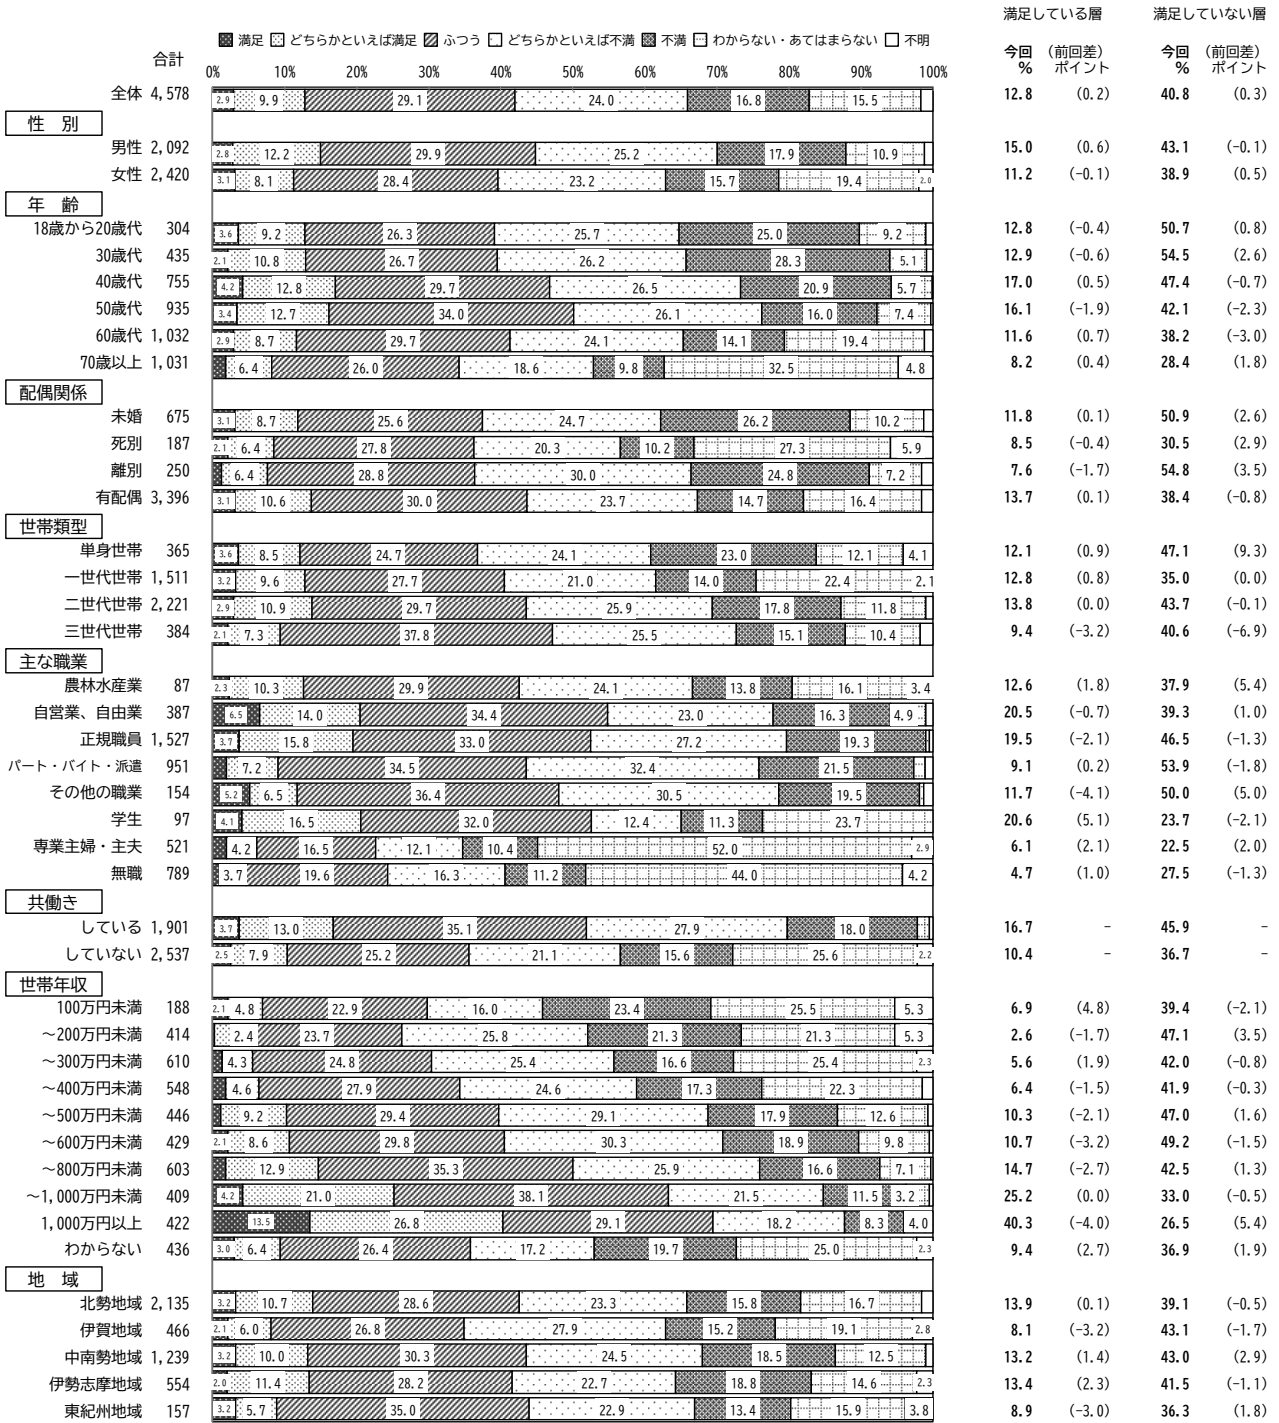 満足している層 満足していない層
満足 どちらかといえば満足 ふつう どちらかといえば不満 不満 わからない・あてはまらない 不明
合計 今回 (前回差) 今回 (前回差)
0% 10% 20% 30% 40% 50% 60% 70% 80% 90% 100% % ポイント % ポイント
全体 4,578 2.9 9.9 29.1 24.0 16.8 15.5 12.8 (0.2) 40.8 (0.3)
性 別
男性 2,092 2.8 12.2 29.9 25.2 17.9 10.9 15.0 (0.6) 43.1 (-0.1)
女性 2,420 3.1 8.1 28.4 23.2 15.7 19.4 2.0 11.2 (-0.1) 38.9 (0.5)
年 齢
18歳から20歳代 304 3.6 9.2 26.3 25.7 25.0 9.2 12.8 (-0.4) 50.7 (0.8)
30歳代 435 2.1 10.8 26.7 26.2 28.3 5.1 12.9 (-0.6) 54.5 (2.6)
40歳代 755 4.2 12.8 29.7 26.5 20.9 5.7 17.0 (0.5) 47.4 (-0.7)
50歳代 935 3.4 12.7 34.0 26.1 16.0 7.4 16.1 (-1.9) 42.1 (-2.3)
60歳代 1,032 2.9 8.7 29.7 24.1 14.1 19.4 11.6 (0.7) 38.2 (-3.0)
70歳以上 1,031 6.4 26.0 18.6 9.8 32.5 4.8 8.2 (0.4) 28.4 (1.8)
配偶関係
未婚 675 3.1 8.7 25.6 24.7 26.2 10.2 11.8 (0.1) 50.9 (2.6)
死別 187 2.1 6.4 27.8 20.3 10.2 27.3 5.9 8.5 (-0.4) 30.5 (2.9)
離別 250 6.4 28.8 30.0 24.8 7.2 7.6 (-1.7) 54.8 (3.5)
有配偶 3,396 3.1 10.6 30.0 23.7 14.7 16.4 13.7 (0.1) 38.4 (-0.8)
世帯類型
単身世帯 365 3.6 8.5 24.7 24.1 23.0 12.1 4.1 12.1 (0.9) 47.1 (9.3)
一世代世帯 1,511 3.2 9.6 27.7 21.0 14.0 22.4 2.1 12.8 (0.8) 35.0 (0.0)
二世代世帯 2,221 2.9 10.9 29.7 25.9 17.8 11.8 13.8 (0.0) 43.7 (-0.1)
三世代世帯 384 2.1 7.3 37.8 25.5 15.1 10.4 9.4 (-3.2) 40.6 (-6.9)
主な職業
農林水産業 87 2.3 10.3 29.9 24.1 13.8 16.1 3.4 12.6 (1.8) 37.9 (5.4)
自営業、自由業 387 6.5 14.0 34.4 23.0 16.3 4.9 20.5 (-0.7) 39.3 (1.0)
正規職員 1,527 3.7 15.8 33.0 27.2 19.3 19.5 (-2.1) 46.5 (-1.3)
パート・バイト・派遣 951 7.2 34.5 32.4 21.5 9.1 (0.2) 53.9 (-1.8)
その他の職業 154 5.2 6.5 36.4 30.5 19.5 11.7 (-4.1) 50.0 (5.0)
学生 97 4.1 16.5 32.0 12.4 11.3 23.7 20.6 (5.1) 23.7 (-2.1)
専業主婦・主夫 521 4.2 16.5 12.1 10.4 52.0 2.9 6.1 (2.1) 22.5 (2.0)
無職 789 3.7 19.6 16.3 11.2 44.0 4.2 4.7 (1.0) 27.5 (-1.3)
共働き
している 1,901 3.7 13.0 35.1 27.9 18.0 16.7 - 45.9 -
していない 2,537 2.5 7.9 25.2 21.1 15.6 25.6 2.2 10.4 - 36.7 -
世帯年収
100万円未満 188 2.1 4.8 22.9 16.0 23.4 25.5 5.3 6.9 (4.8) 39.4 (-2.1)
～200万円未満 414 2.4 23.7 25.8 21.3 21.3 5.3 2.6 (-1.7) 47.1 (3.5)
～300万円未満 610 4.3 24.8 25.4 16.6 25.4 2.3 5.6 (1.9) 42.0 (-0.8)
～400万円未満 548 4.6 27.9 24.6 17.3 22.3 6.4 (-1.5) 41.9 (-0.3)
～500万円未満 446 9.2 29.4 29.1 17.9 12.6 10.3 (-2.1) 47.0 (1.6)
～600万円未満 429 2.1 8.6 29.8 30.3 18.9 9.8 10.7 (-3.2) 49.2 (-1.5)
～800万円未満 603 12.9 35.3 25.9 16.6 7.1 14.7 (-2.7) 42.5 (1.3)
～1,000万円未満 409 4.2 21.0 38.1 21.5 11.5 3.2 25.2 (0.0) 33.0 (-0.5)
1,000万円以上 422 13.5 26.8 29.1 18.2 8.3 4.0 40.3 (-4.0) 26.5 (5.4)
わからない 436 3.0 6.4 26.4 17.2 19.7 25.0 2.3 9.4 (2.7) 36.9 (1.9)
地 域
北勢地域 2,135 3.2 10.7 28.6 23.3 15.8 16.7 13.9 (0.1) 39.1 (-0.5)
伊賀地域 466 2.1 6.0 26.8 27.9 15.2 19.1 2.8 8.1 (-3.2) 43.1 (-1.7)
中南勢地域 1,239 3.2 10.0 30.3 24.5 18.5 12.5 13.2 (1.4) 43.0 (2.9)
伊勢志摩地域 554 2.0 11.4 28.2 22.7 18.8 14.6 2.3 13.4 (2.3) 41.5 (-1.1)
東紀州地域 157 3.2 5.7 35.0 22.9 13.4 15.9 3.8 8.9 (-3.0) 36.3 (1.8)